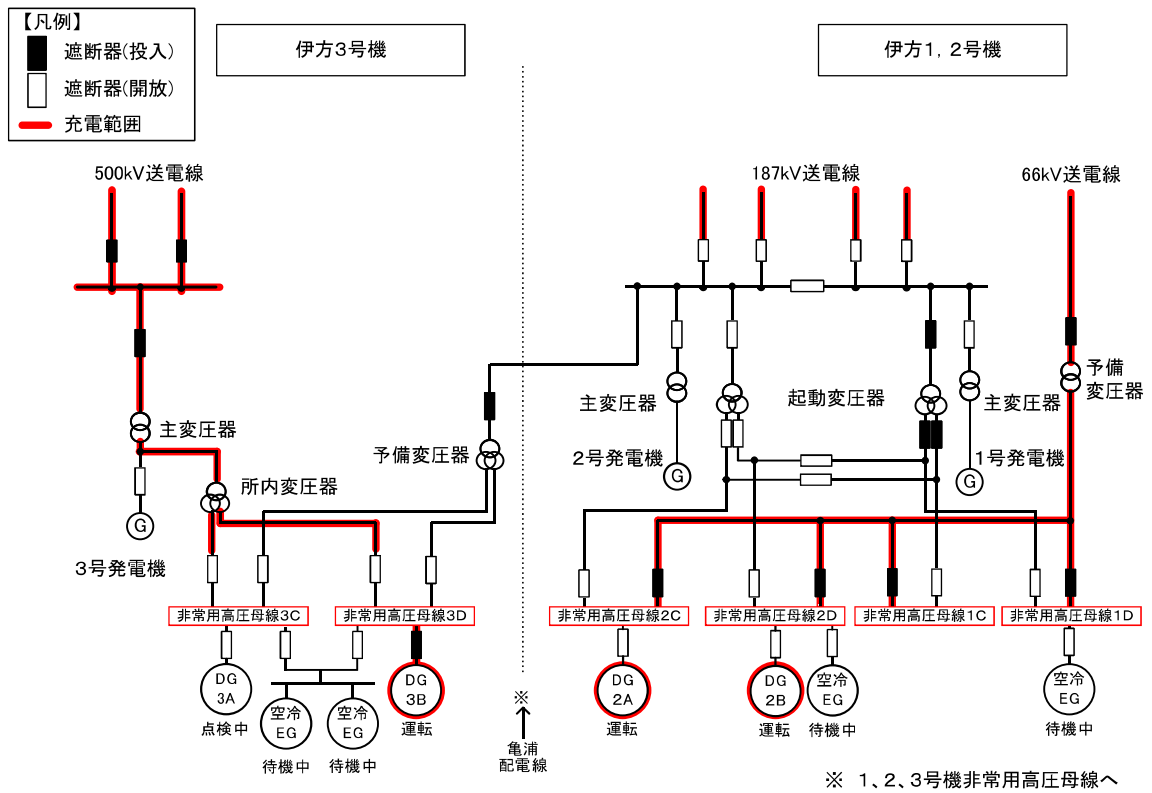 【凡例】
遮断器(投入)
遮断器(開放)
充電範囲
伊方3号機
伊方1，2号機
500kV送電線
187kV送電線
66kV送電線
主変圧器
所内変圧器
予備変圧器
主変圧器
起動変圧器
主変圧器
予備
変圧器
G
3号発電機
2号発電機
G
1号発電機
G
非常用高圧母線3C
非常用高圧母線3D
非常用高圧母線2C
非常用高圧母線2D
非常用高圧母線1C
非常用高圧母線1D
DG
3A
点検中
空冷
EG
待機中
空冷
EG
待機中
DG
3B
運転
※
亀浦
配電線
DG
2A
運転
DG
2B
運転
空冷
EG
待機中
空冷
EG
待機中
※ 1、2、3号機非常用高圧母線へ